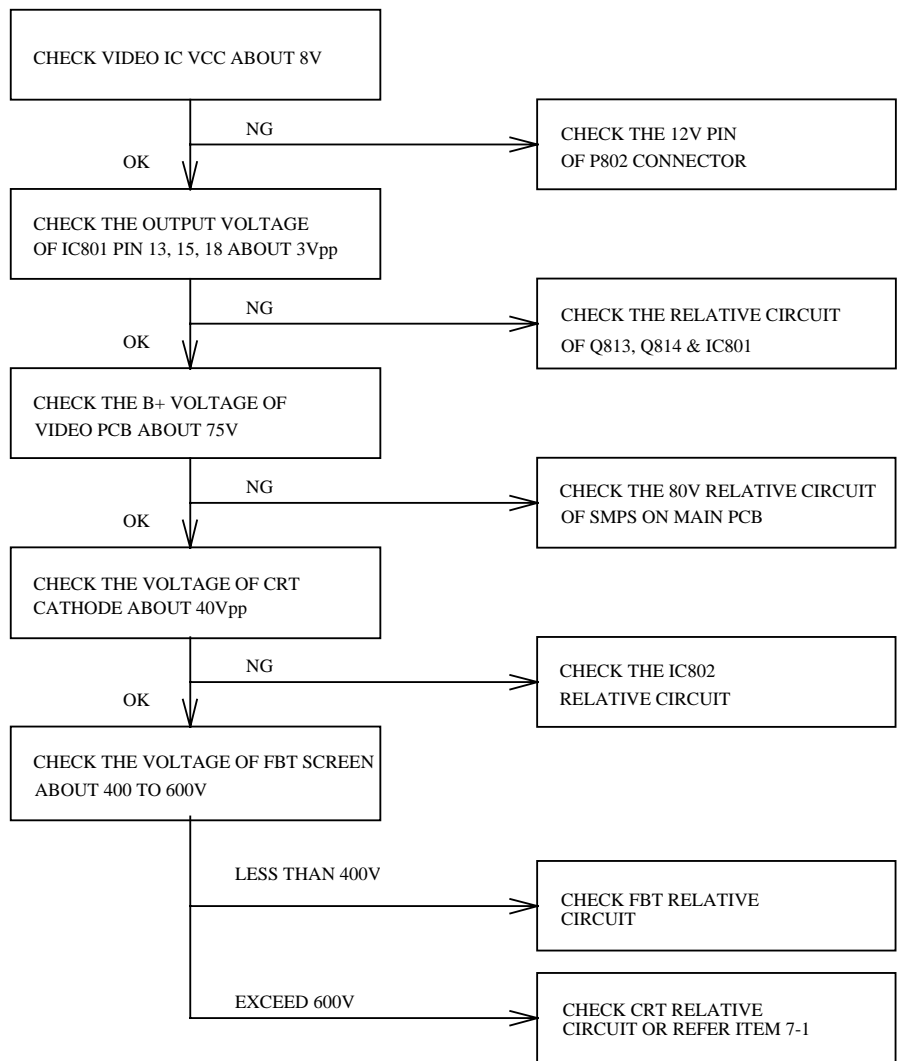 CHECK VIDEO IC VCC ABOUT 8V
NG
CHECK THE 12V PIN
OF P802 CONNECTOR
OK
CHECK THE OUTPUT VOLTAGE
OF IC801 PIN 13, 15, 18 ABOUT 3Vpp
NG
CHECK THE RELATIVE CIRCUIT
OF Q813, Q814 & IC801
OK
CHECK THE B+ VOLTAGE OF
VIDEO PCB ABOUT 75V
NG
CHECK THE 80V RELATIVE CIRCUIT
OF SMPS ON MAIN PCB
OK
CHECK THE VOLTAGE OF CRT
CATHODE ABOUT 40Vpp
NG
CHECK THE IC802
RELATIVE CIRCUIT
OK
CHECK THE VOLTAGE OF FBT SCREEN
ABOUT 400 TO 600V
LESS THAN 400V
CHECK FBT RELATIVE
CIRCUIT
EXCEED 600V
CHECK CRT RELATIVE
CIRCUIT OR REFER ITEM 7-1